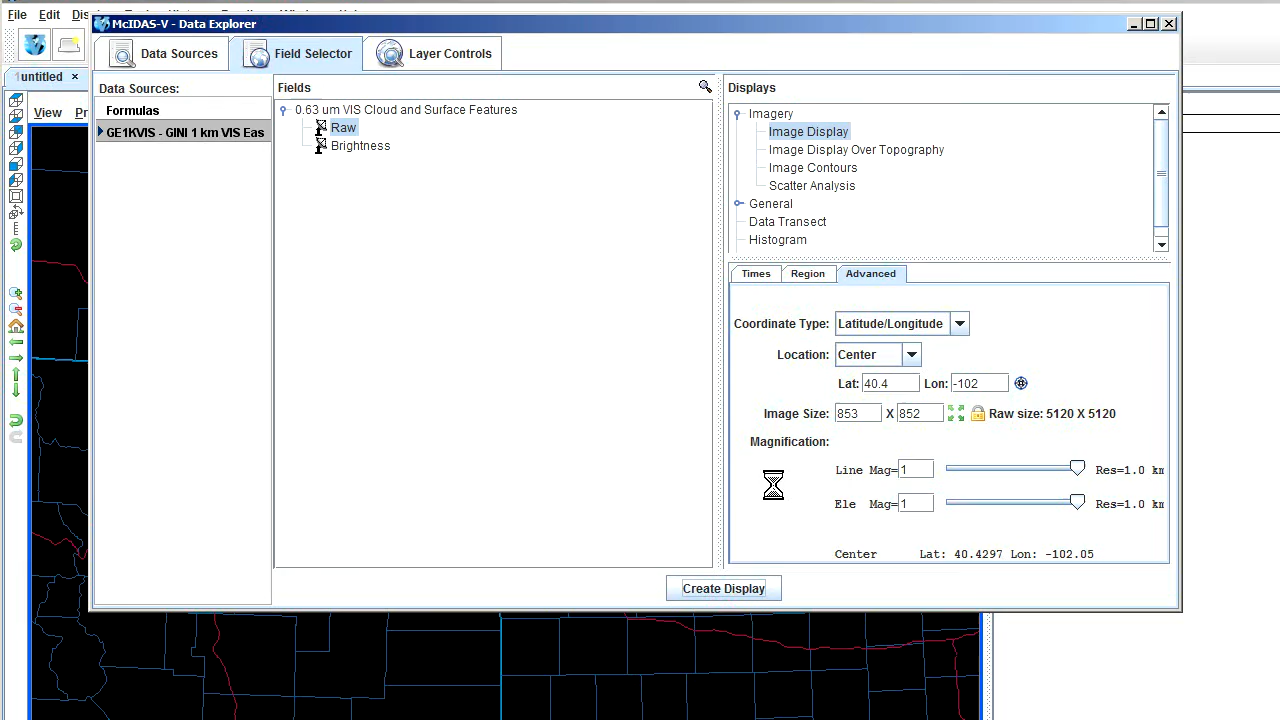 File Edit
McIDAS-V - Data Explorer
Data Sources Field Selector Layer Controls
untitled ×
View
Data Sources:
Formulas
GE1KVIS - GINI 1 km VIS Eas
Fields
0.63 um VIS Cloud and Surface Features
Raw
Brightness
Displays
Imagery
Image Display
Image Display Over Topography
Image Contours
Scatter Analysis
General
Data Transect
Histogram
Times Region Advanced
Coordinate Type: Latitude/Longitude
Location: Center
Lat: 40.4 Lon: -102
Image Size: 853 X 852 Raw size: 5120 X 5120
Magnification:
Line Mag= 1 Res=1.0 km
Ele Mag= 1 Res=1.0 km
Center Lat: 40.4297 Lon: -102.05
Create Display